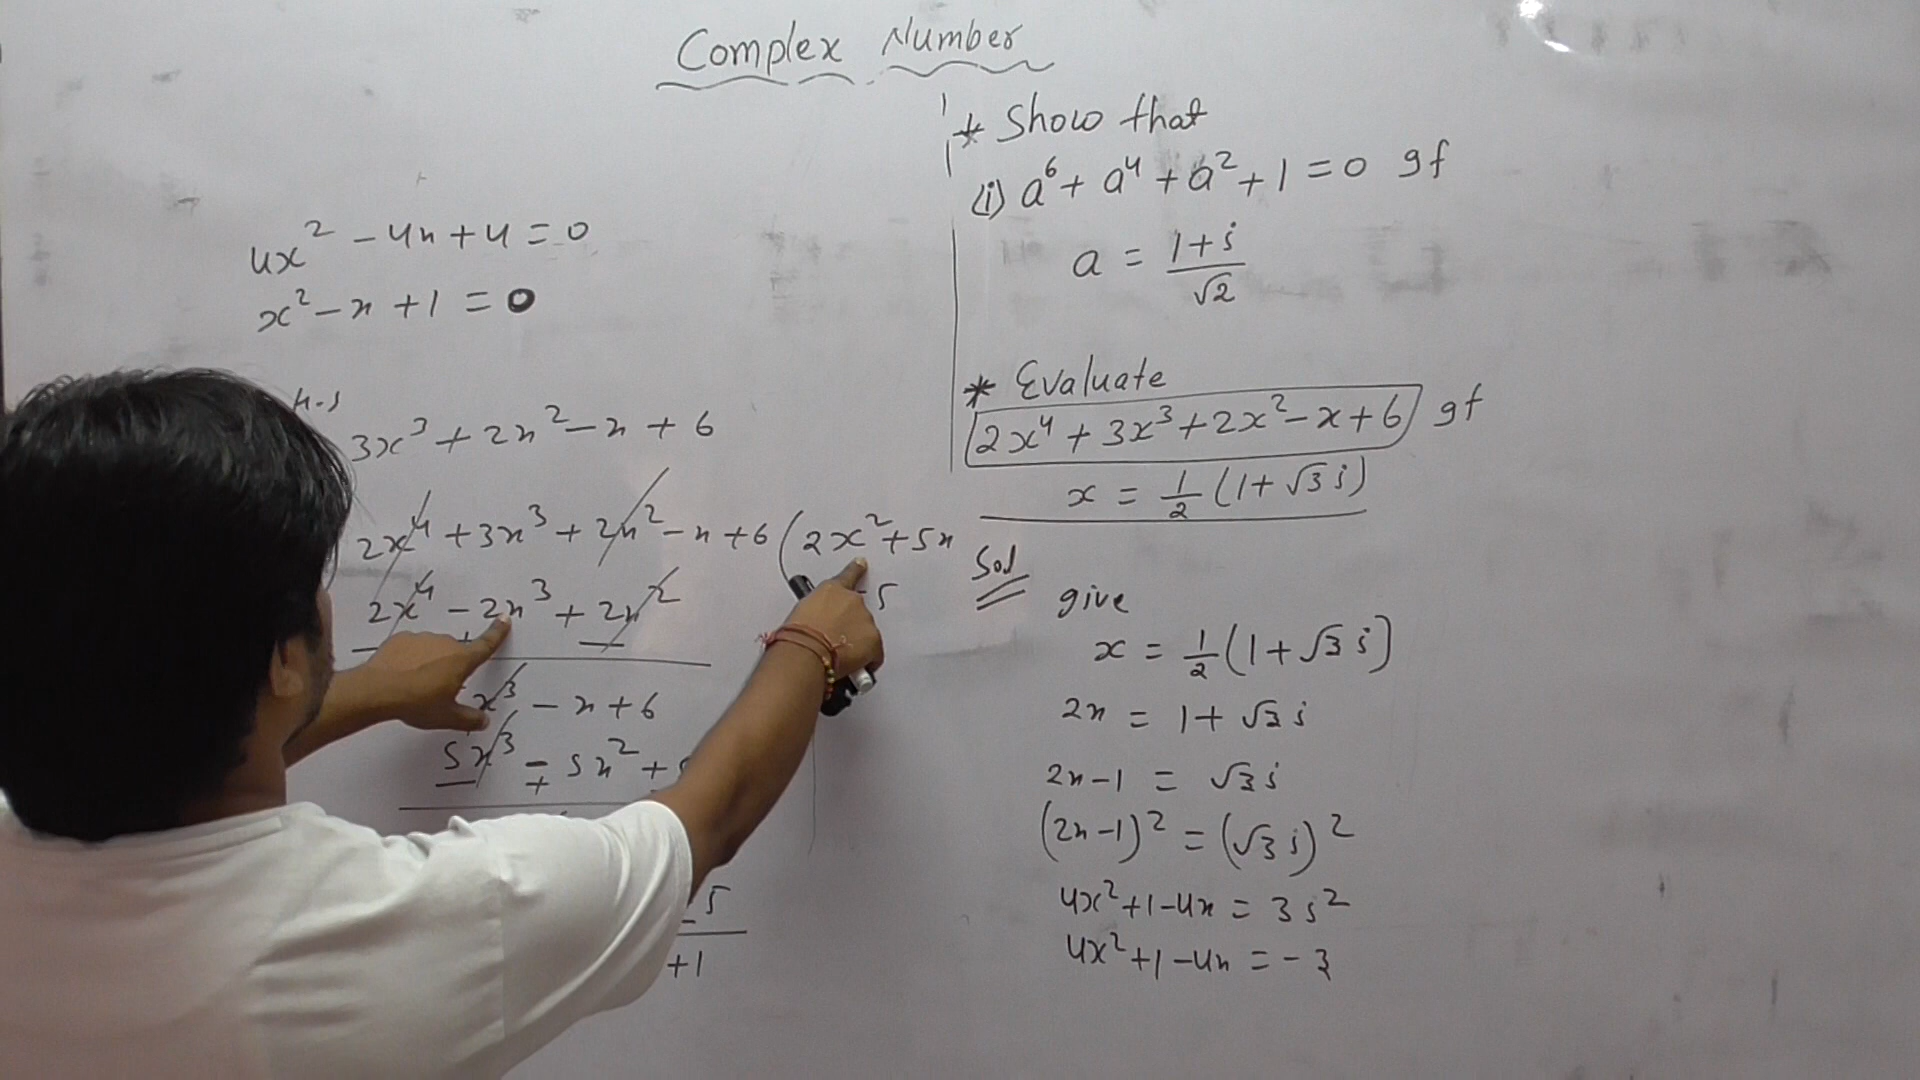 Complex Number
* Show that
(i) a⁶ + a⁴ + a² + 1 = 0 If
a = (1+i)/√2
* Evaluate
2x⁴ + 3x³ + 2x² - x + 6 If
x = 1/2 (1 + √3 i)
Sol
give
x = 1/2 (1 + √3 i)
2x = 1 + √3 i
2x - 1 = √3 i
(2x - 1)² = (√3 i)²
4x² + 1 - 4x = 3i²
4x² + 1 - 4x = -3
4x² - 4x + 4 = 0
x² - x + 1 = 0
H.S
3x³ + 2x² - x + 6
2x⁴ + 3x³ + 2x² - x + 6 ( 2x² + 5x
5
2x⁴ - 2x³ + 2x²
x³ - x + 6
5x³ - 5x² +
5
+1